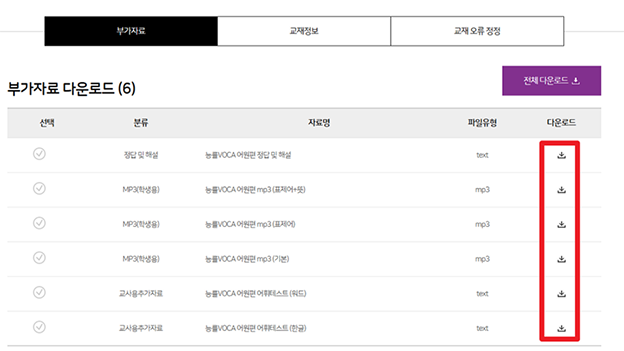 부가자료 교재정보 교재 오류 정정
전체 다운로드
부가자료 다운로드 (6)
선택 분류 자료명 파일유형 다운로드
정답 및 해설 능률VOCA 어원편 정답 및 해설 text
MP3(학생용) 능률VOCA 어원편 mp3 (표제어+뜻) mp3
MP3(학생용) 능률VOCA 어원편 mp3 (표제어) mp3
MP3(학생용) 능률VOCA 어원편 mp3 (기본) mp3
교사용추가자료 능률VOCA 어원편 어휘테스트 (워드) text
교사용추가자료 능률VOCA 어원편 어휘테스트 (한글) text